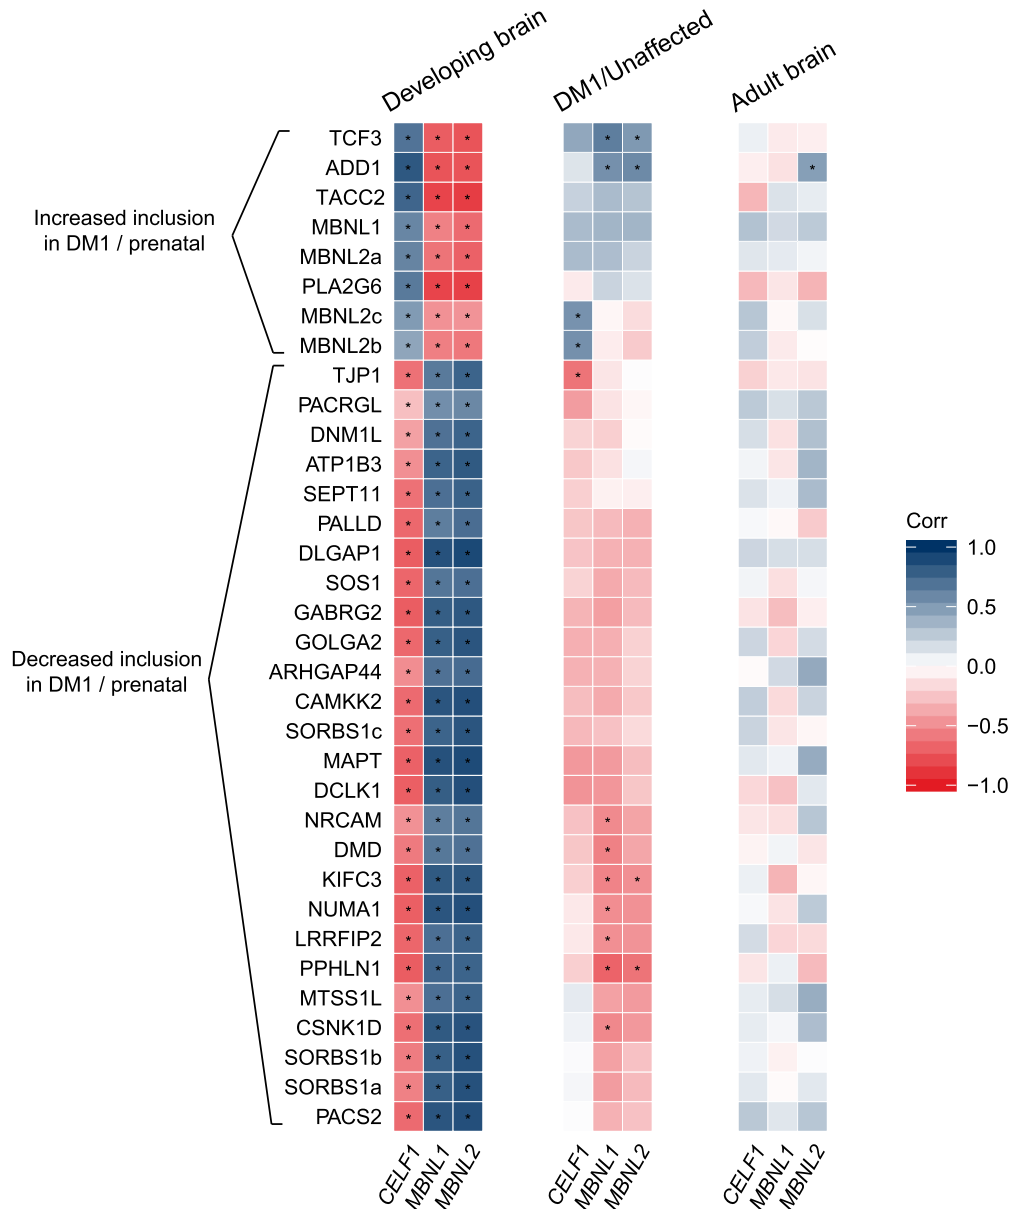 Developing brain
DM1/Unaffected
Adult brain
Increased inclusion
in DM1 / prenatal
Decreased inclusion
in DM1 / prenatal
TCF3 * * * * *
ADD1 * * * * * *
TACC2 * * *
MBNL1 * * *
MBNL2a * * *
PLA2G6 * * *
MBNL2c * * * *
MBNL2b * * * *
TJP1 * * * *
PACRGL * * *
DNM1L * * *
ATP1B3 * * *
SEPT11 * * *
PALLD * * *
DLGAP1 * * *
SOS1 * * *
GABRG2 * * *
GOLGA2 * * *
ARHGAP44 * * *
CAMKK2 * * *
SORBS1c * * *
MAPT * * *
DCLK1 * * *
NRCAM * * * *
DMD * * * *
KIFC3 * * * * *
NUMA1 * * * *
LRRFIP2 * * * *
PPHLN1 * * * * *
MTSS1L * * *
CSNK1D * * * *
SORBS1b * * *
SORBS1a * * *
PACS2 * * *
CELF1 MBNL1 MBNL2
CELF1 MBNL1 MBNL2
CELF1 MBNL1 MBNL2
Corr
1.0
0.5
0.0
−0.5
−1.0